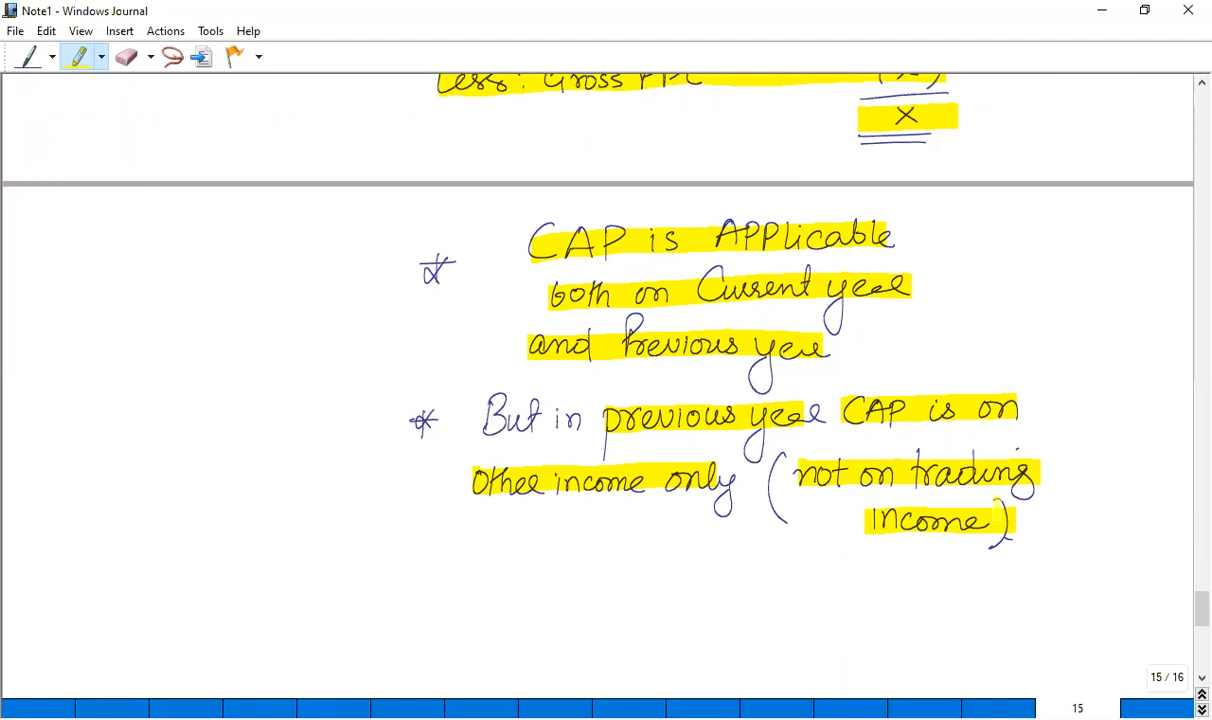 Note1 - Windows Journal
File Edit View Insert Actions Tools Help
Less: Gross PPC (X)
X
CAP is Applicable
both on Current year
and Previous year
But in previous year CAP is on
Other income only (not on trading
income)
15 / 16
15